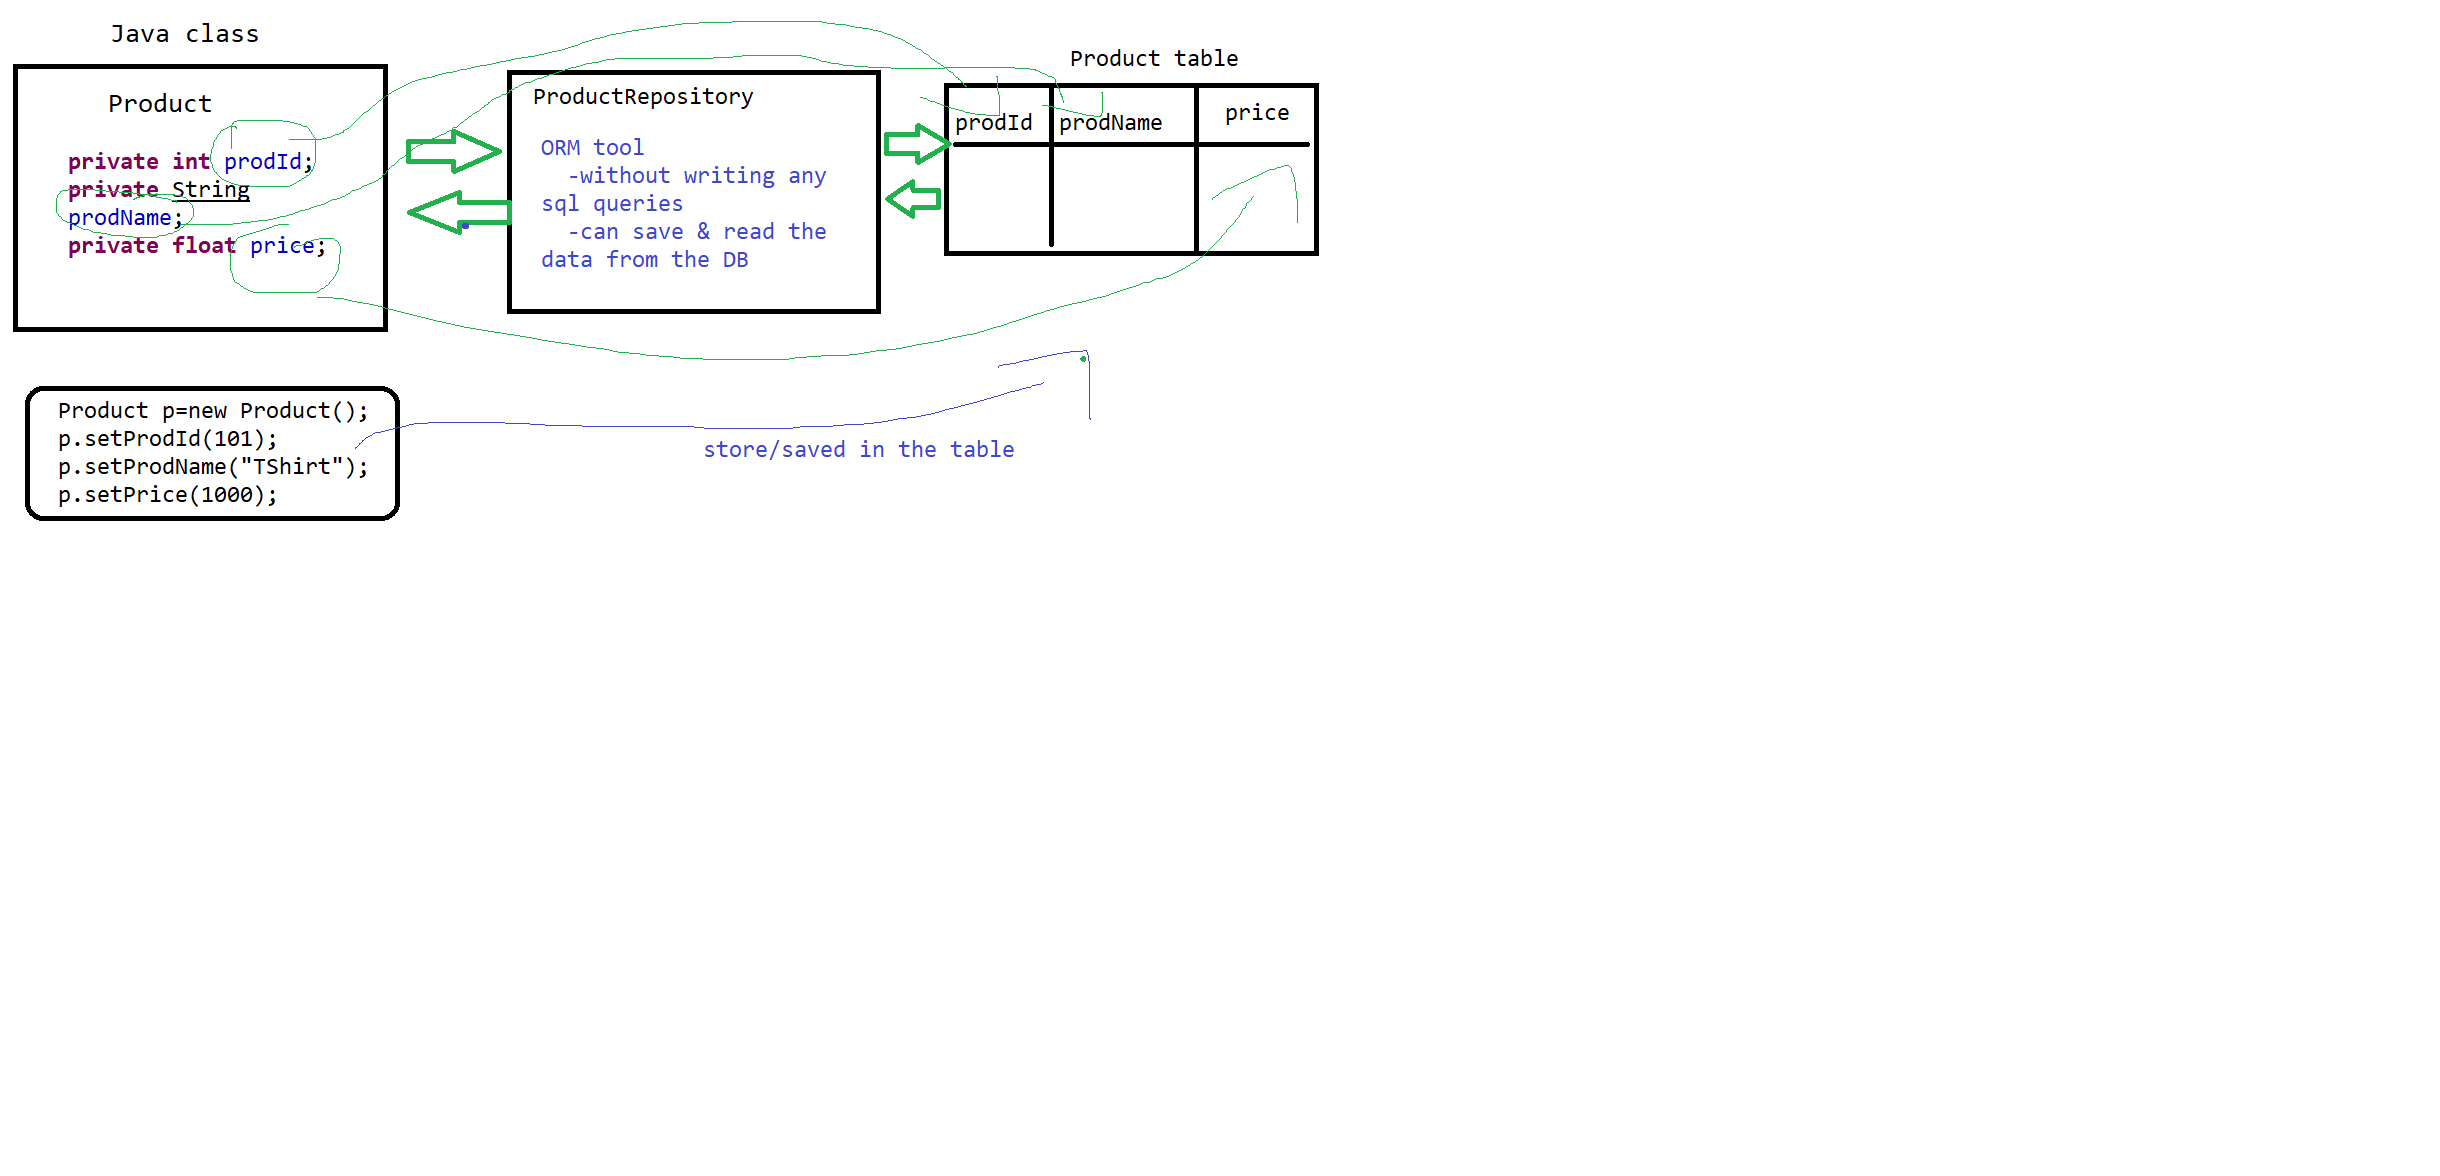 Java class
Product
private int prodId;
private String
prodName;
private float price;
ProductRepository
ORM tool
-without writing any
sql queries
-can save & read the
data from the DB
Product table
prodId prodName price
Product p=new Product();
p.setProdId(101);
p.setProdName("TShirt");
p.setPrice(1000);
store/saved in the table